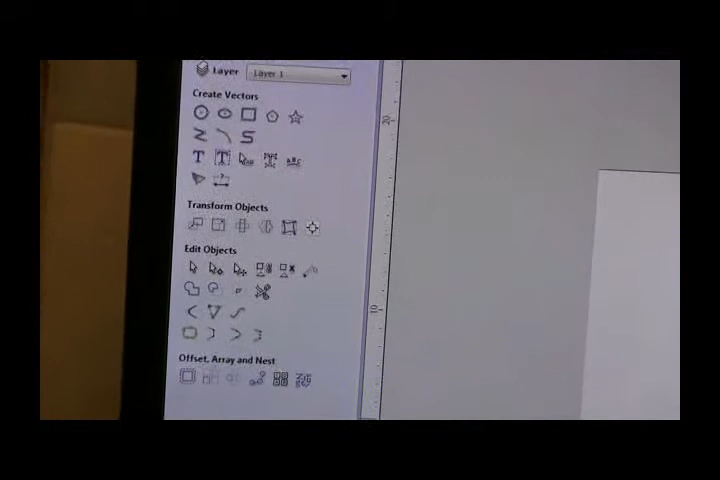 Layer Layer 1
Create Vectors
Transform Objects
Edit Objects
Offset, Array and Nest
20
10